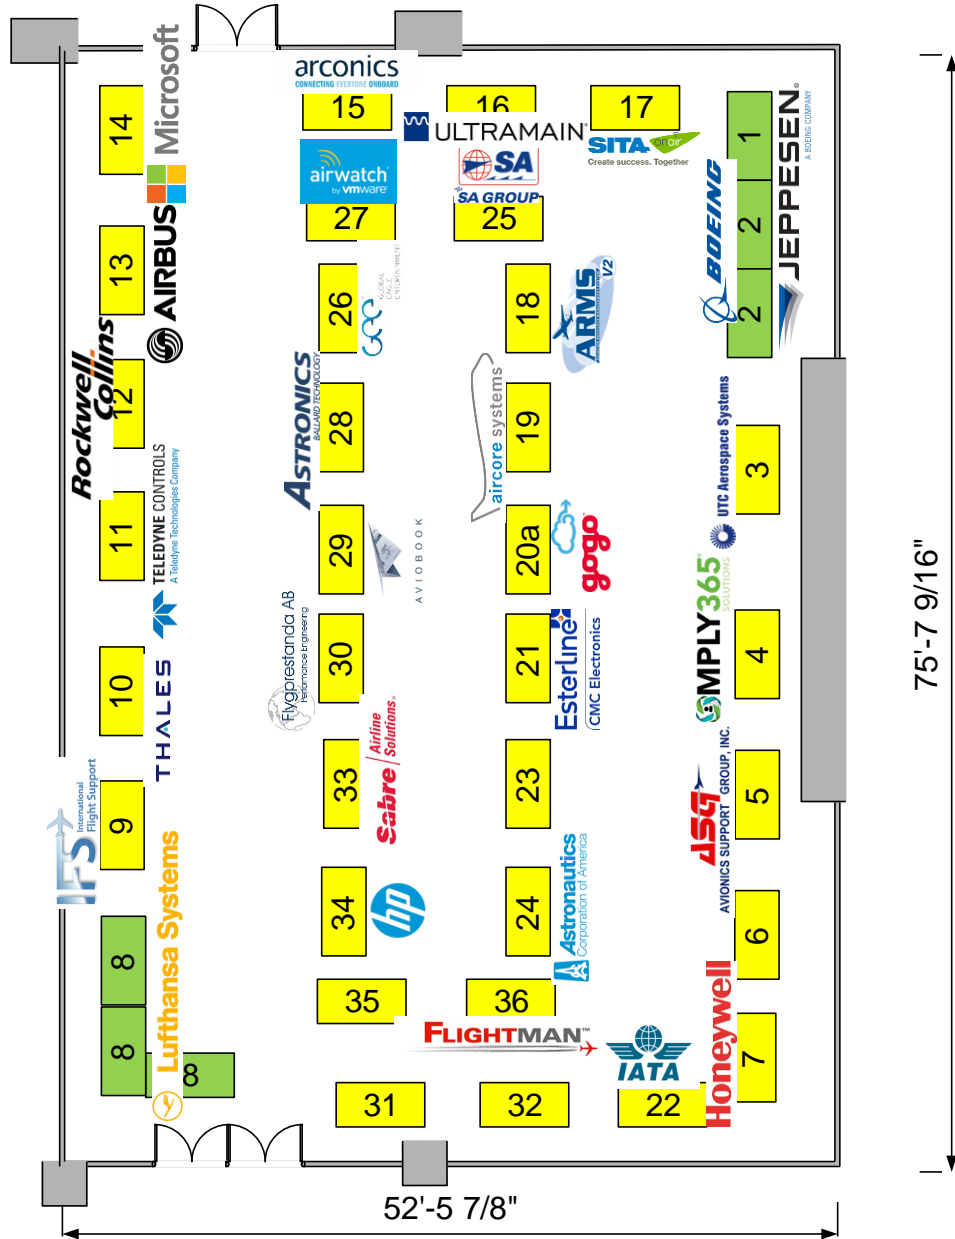 Microsoft
arconics
CONNECTING EVERYONE ONBOARD
14
15
16
17
ULTRAMAIN
SITA onair
Create success. Together
1
2
2
JEPPESEN
A BOEING COMPANY
BOEING
airwatch
by vmware
SA
THE SA GROUP
27
25
AIRBUS
13
26
GLOBAL EAGLE ENTERTAINMENT
18
ARMS V2
Rockwell
Collins
12
ASTRONICS
BALLARD TECHNOLOGY
28
aircore systems
19
UTC Aerospace Systems
3
11
TELEDYNE CONTROLS
A Teledyne Technologies Company
29
AVIOBOOK
20a
gogo
SIMPLY365
SOLUTIONS
10
THALES
Flygprestanda AB
Performance Engineering
30
21
Esterline
CMC Electronics
4
IFS
International
Flight Support
9
33
Sabre
Airline
Solutions
23
ASG
AVIONICS SUPPORT GROUP, INC.
5
8
8
8
Lufthansa Systems
34
hp
24
Astronautics
Corporation of America
6
35
36
FLIGHTMAN™
IATA
Honeywell
7
31
32
22
75'-7 9/16"
52'-5 7/8"